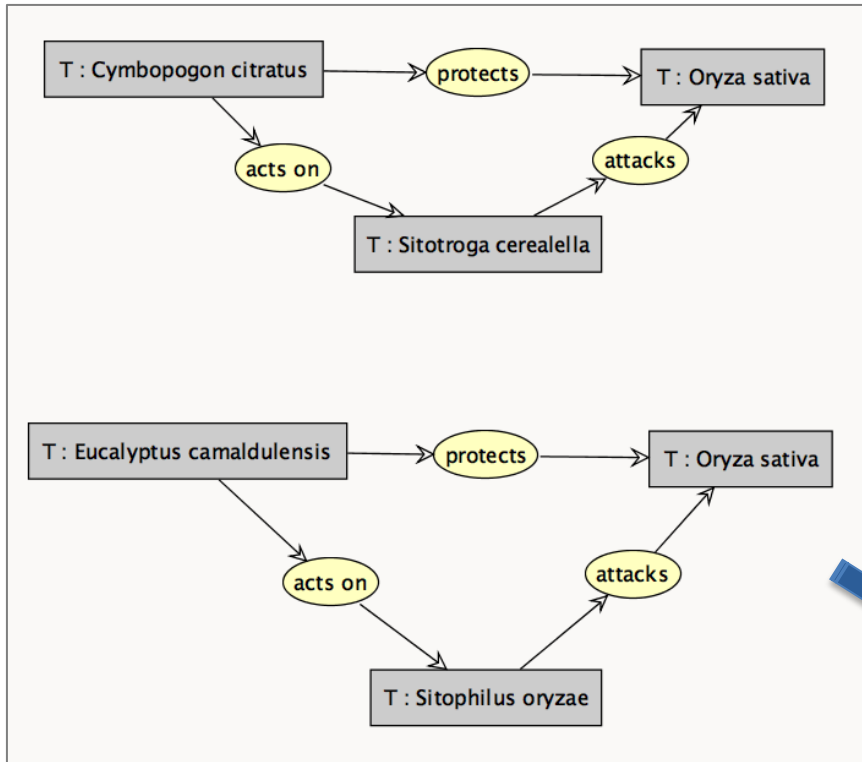 T : Cymbopogon citratus
protects
T : Oryza sativa
acts on
attacks
T : Sitotroga cerealella
T : Eucalyptus camaldulensis
protects
T : Oryza sativa
acts on
attacks
T : Sitophilus oryzae